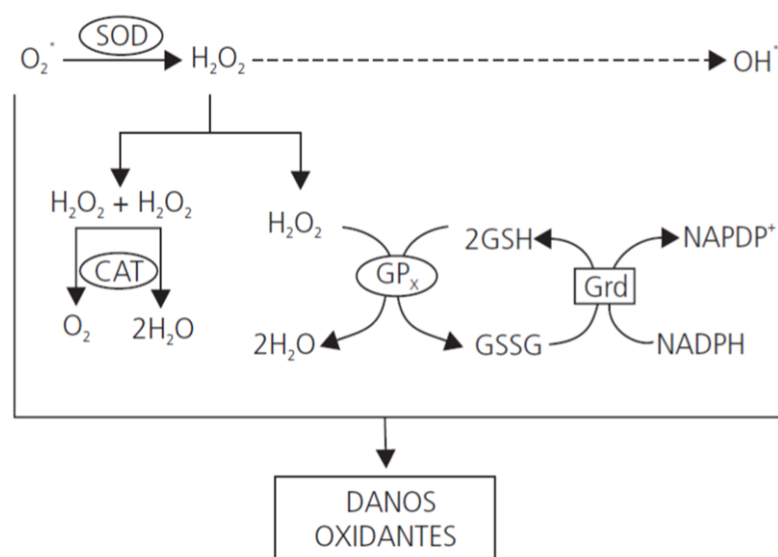 SOD
O₂˙ H₂O₂ OH˙
H₂O₂ + H₂O₂
H₂O₂ 2GSH NAPDP⁺
CAT GPₓ Grd
O₂ 2H₂O
2H₂O GSSG NADPH
DANOS
OXIDANTES